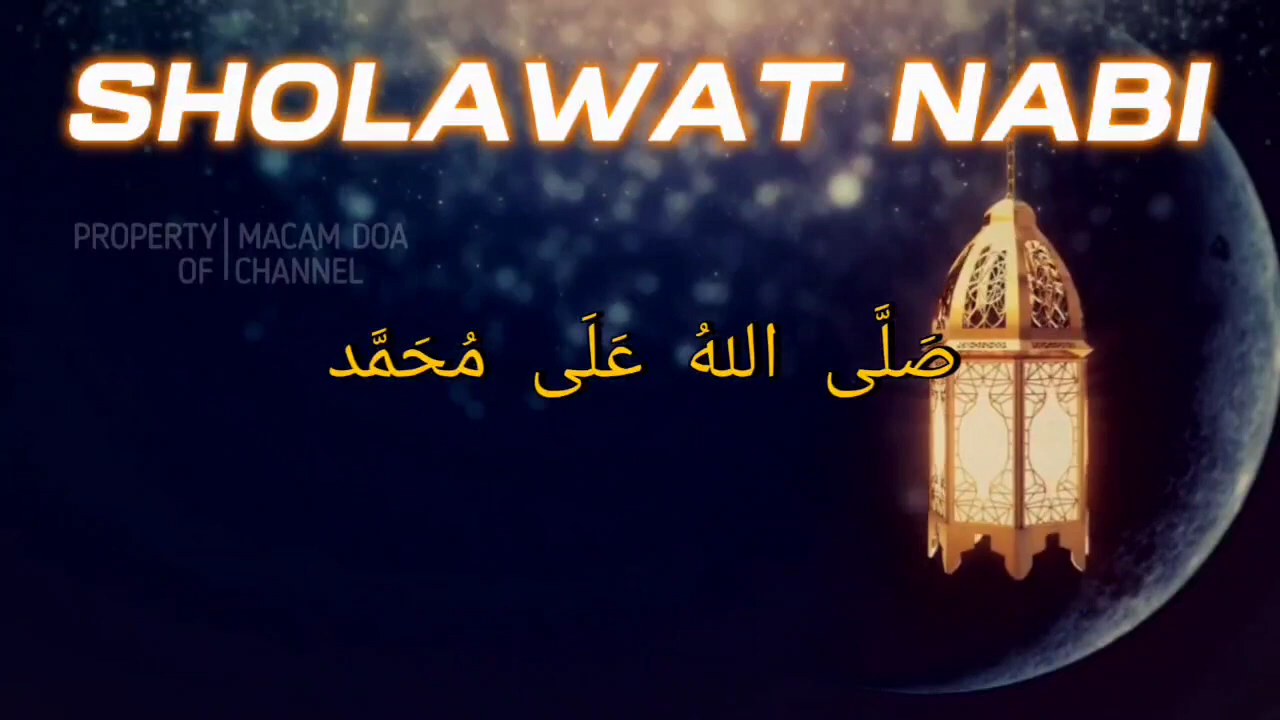 SHOLAWAT NABI
PROPERTY OF | MACAM DOA CHANNEL
صَلَّى اللهُ عَلَى مُحَمَّد